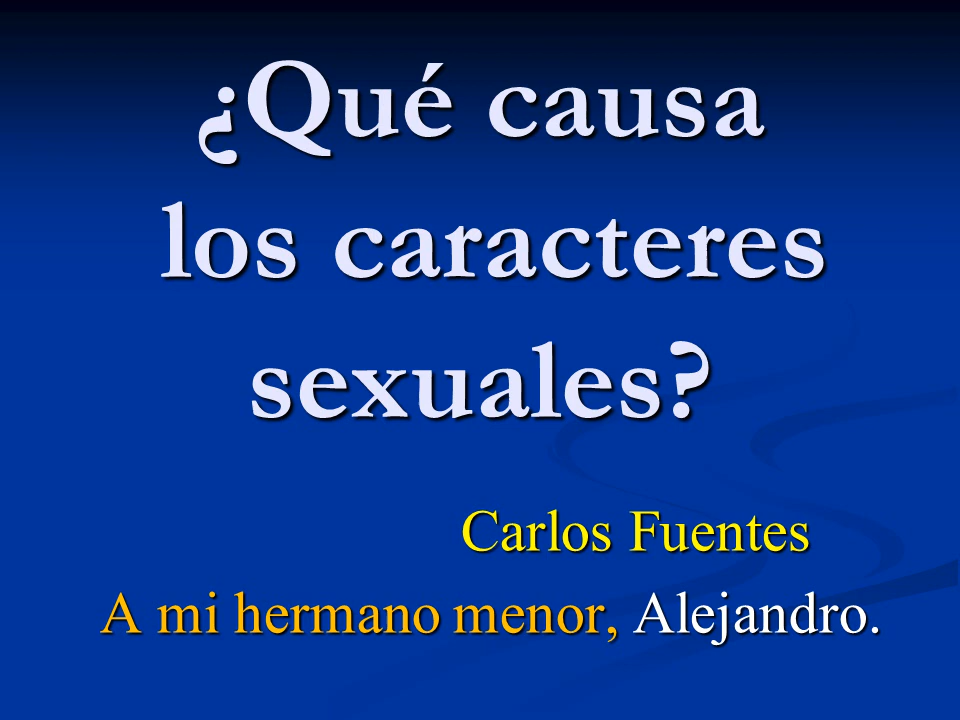 ¿Qué causa
los caracteres
sexuales?
Carlos Fuentes
A mi hermano menor, Alejandro.